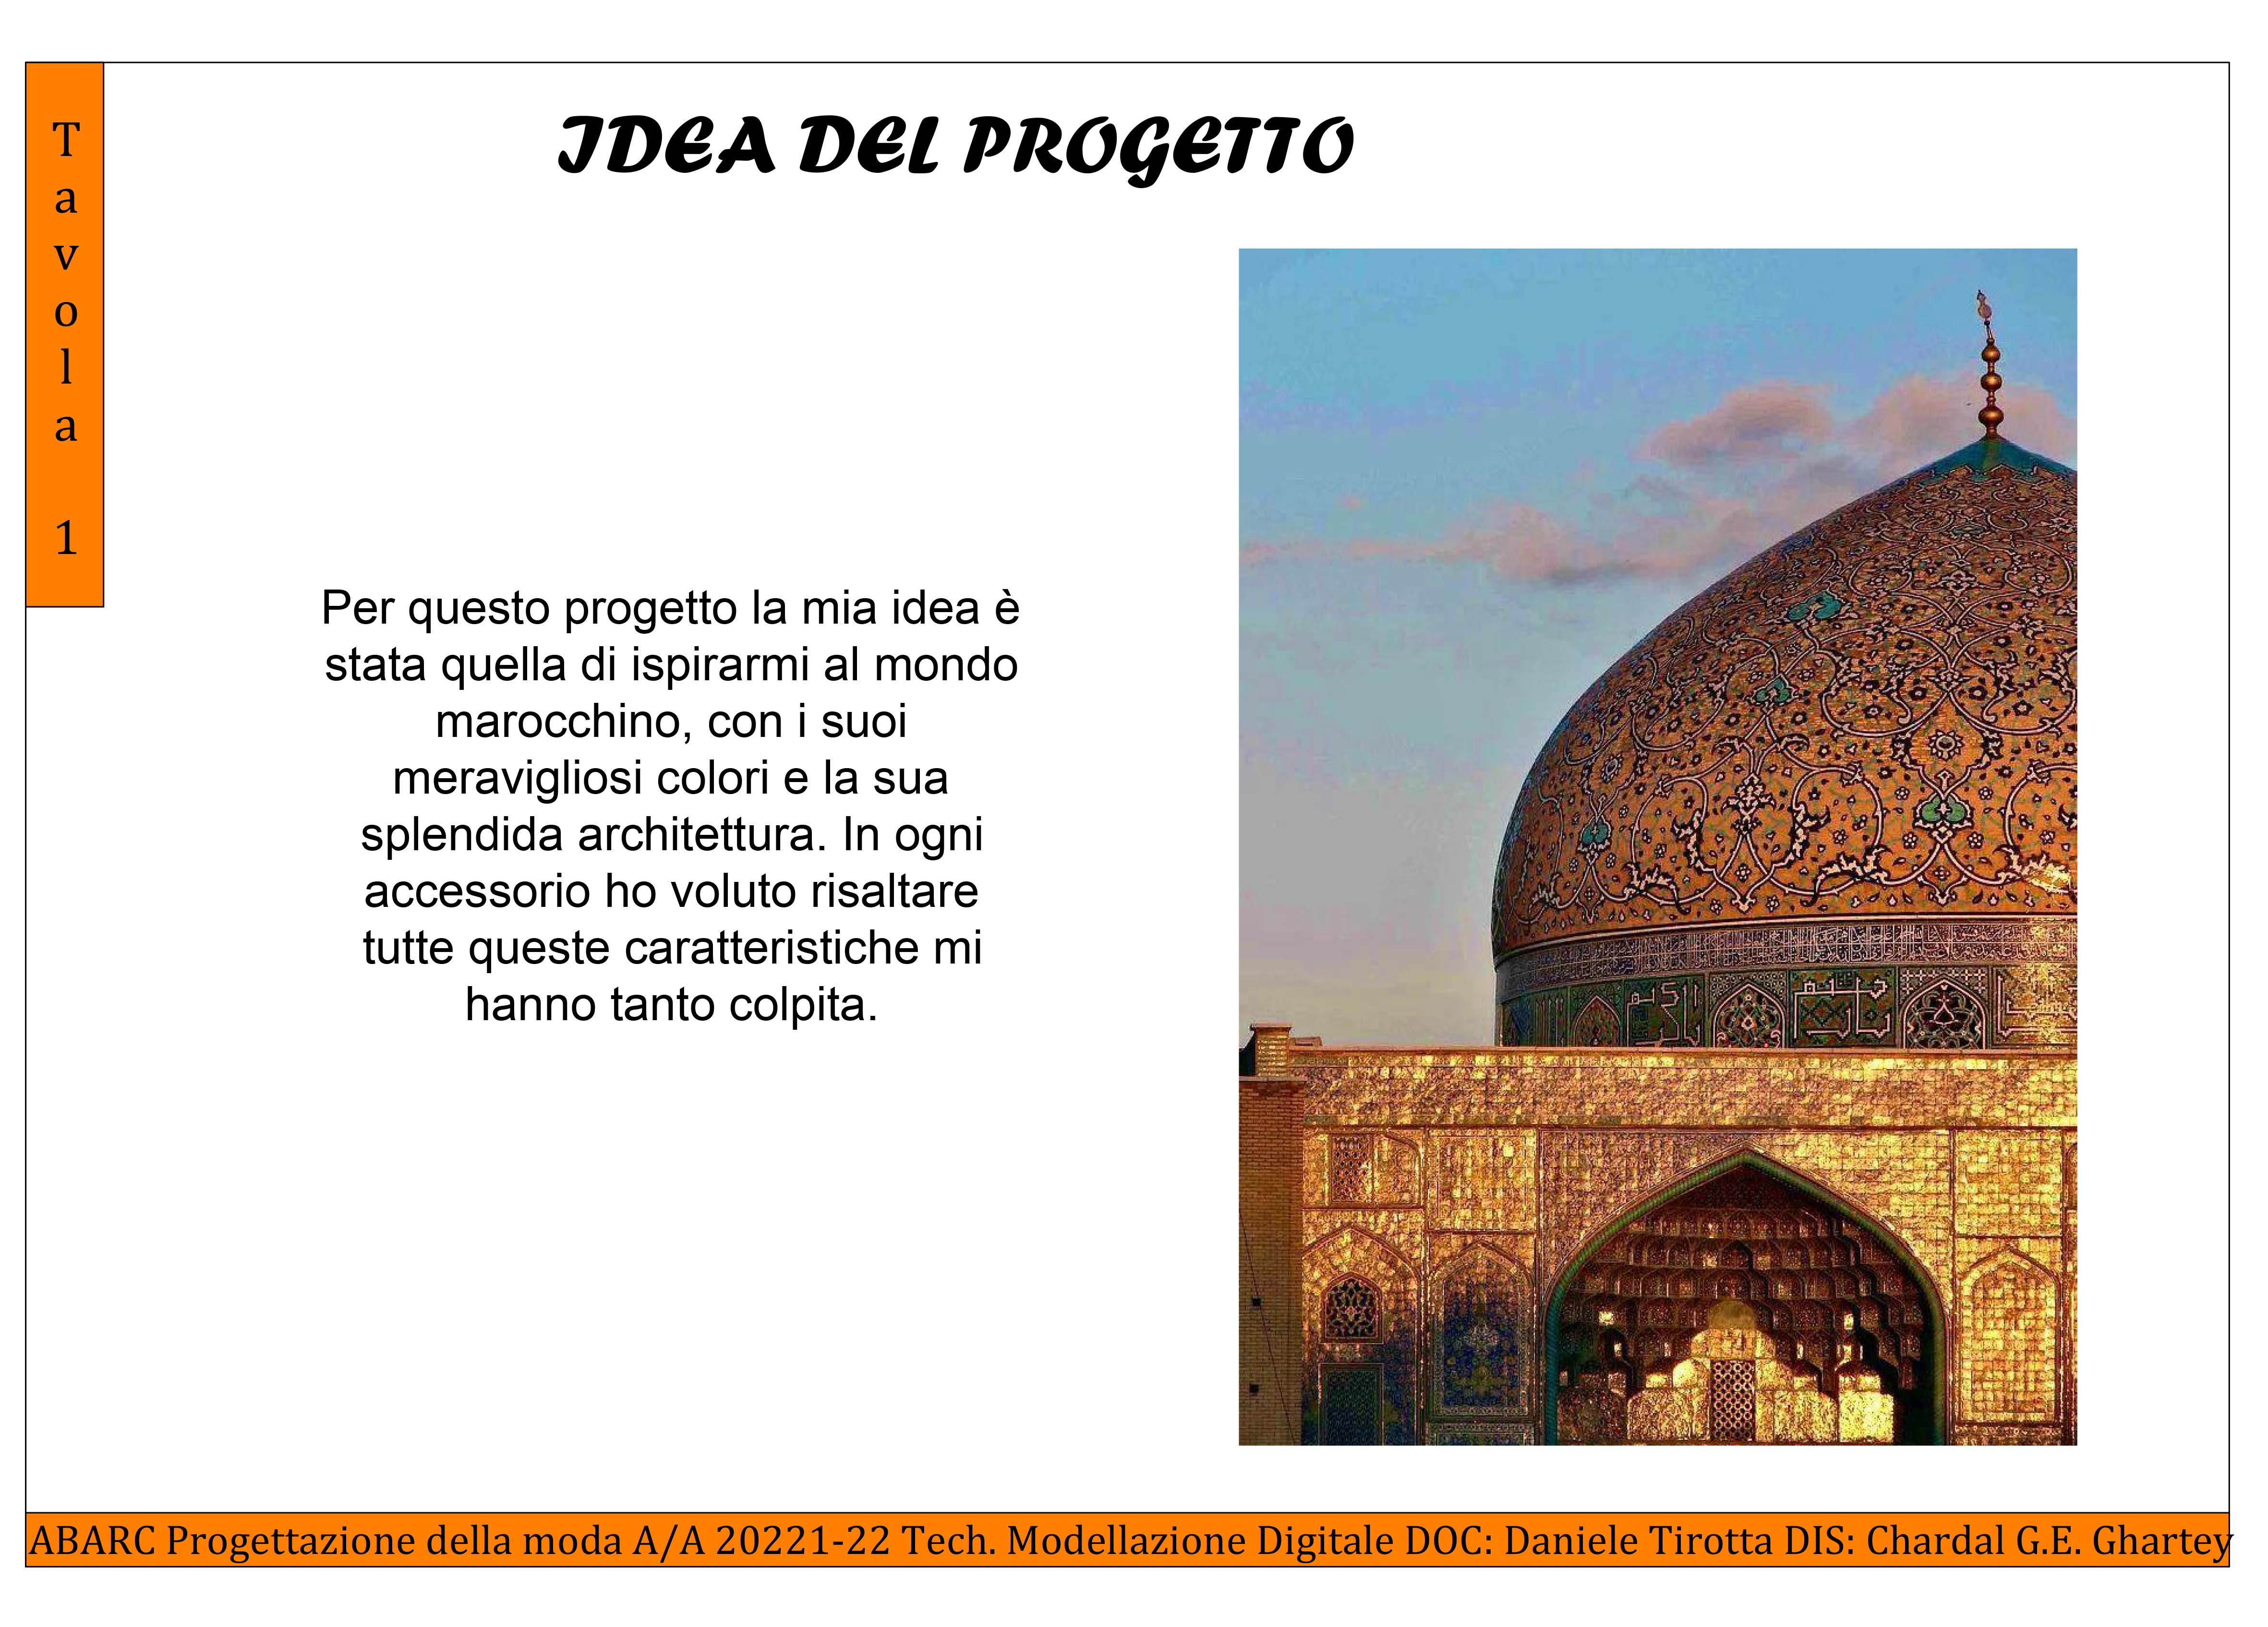 Tavola 1
IDEA DEL PROGETTO
Per questo progetto la mia idea è
stata quella di ispirarmi al mondo
marocchino, con i suoi
meravigliosi colori e la sua
splendida architettura. In ogni
accessorio ho voluto risaltare
tutte queste caratteristiche mi
hanno tanto colpita.
ABARC Progettazione della moda A/A 20221-22 Tech. Modellazione Digitale DOC: Daniele Tirotta DIS: Chardal G.E. Ghartey